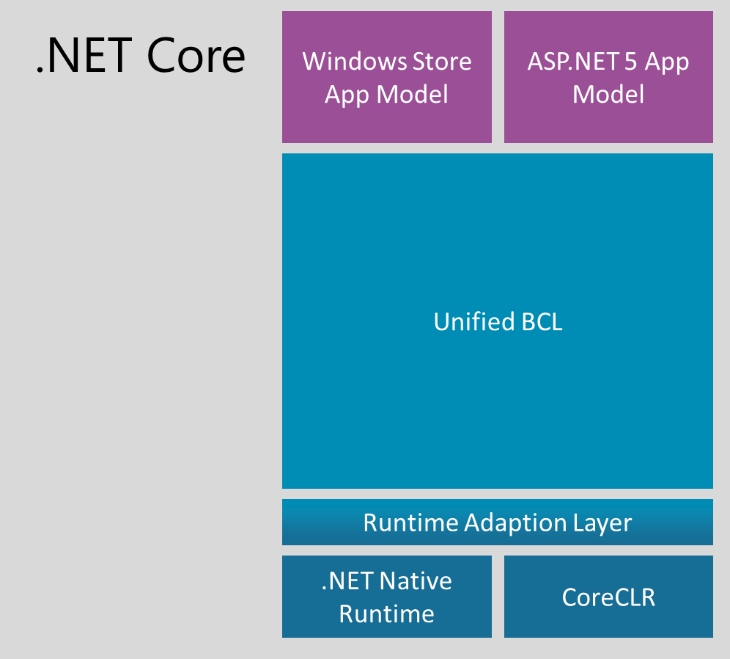 .NET Core
Windows Store
App Model
ASP.NET 5 App
Model
Unified BCL
Runtime Adaption Layer
.NET Native
Runtime
CoreCLR